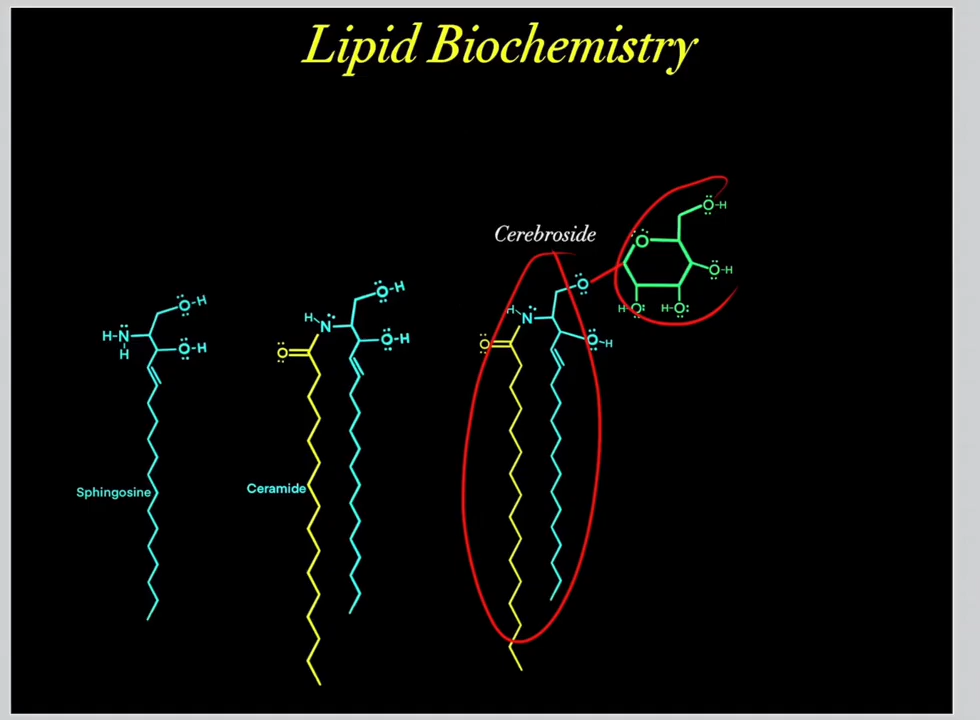 Lipid Biochemistry
Cerebroside
Ö-H
O
Ö-H
H Ö:
H-Ö:
H-N
H
Ö-H
Ö-H
H
N
Ö-H
Ö-H
O
H
N
O
Ö
Ö-H
Sphingosine
Ceramide